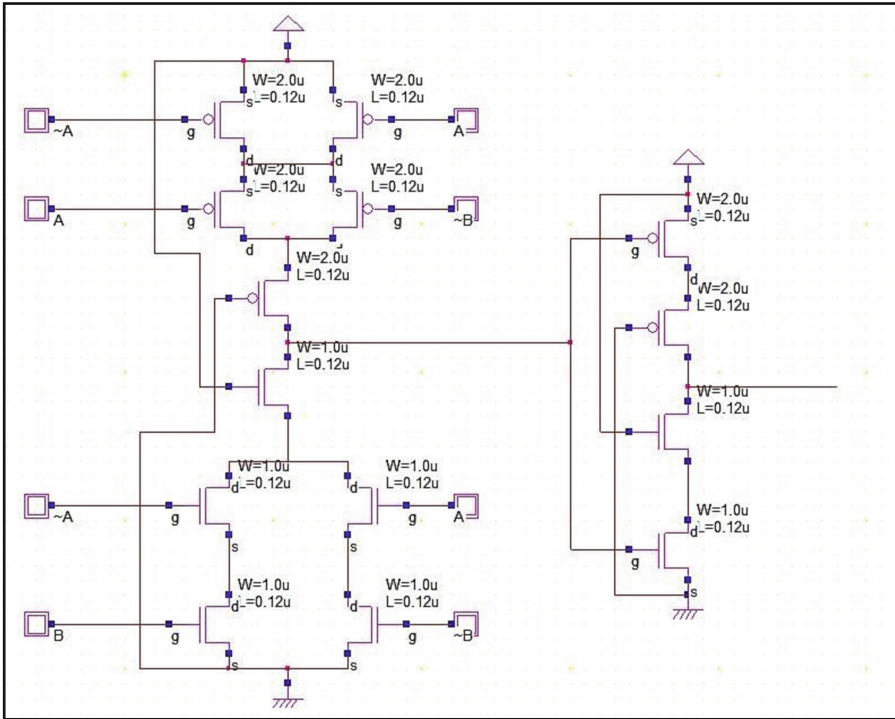 W=2.0u
L=0.12u
W=2.0u
L=0.12u
s
s
~A
g
g
A
d
d
W=2.0u
L=0.12u
W=2.0u
L=0.12u
s
s
A
g
g
~B
d
W=2.0u
L=0.12u
W=1.0u
L=0.12u
W=1.0u
L=0.12u
W=1.0u
L=0.12u
d
d
~A
g
g
A
s
s
W=1.0u
L=0.12u
W=1.0u
L=0.12u
d
d
B
g
g
~B
s
s
W=2.0u
L=0.12u
s
g
d
W=2.0u
L=0.12u
W=1.0u
L=0.12u
W=1.0u
L=0.12u
d
g
s